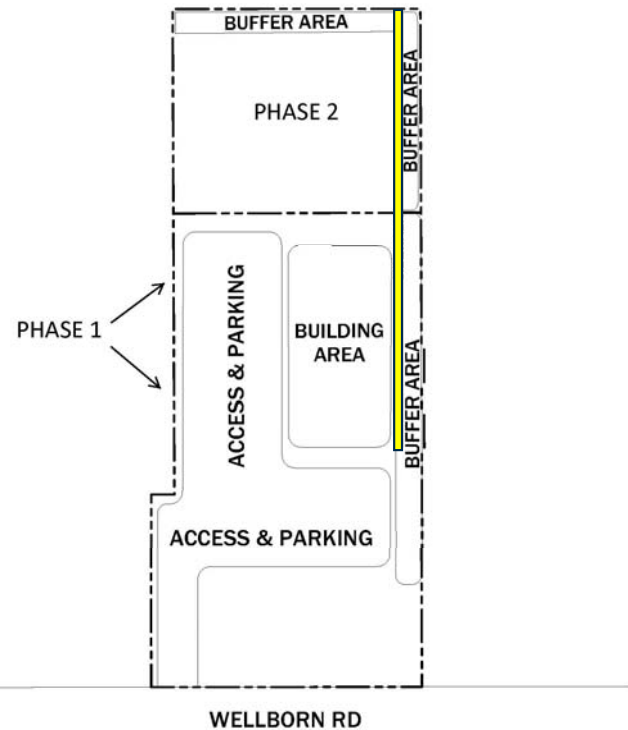 BUFFER AREA
BUFFER AREA
PHASE 2
PHASE 1
ACCESS & PARKING
BUILDING
AREA
BUFFER AREA
ACCESS & PARKING
WELLBORN RD